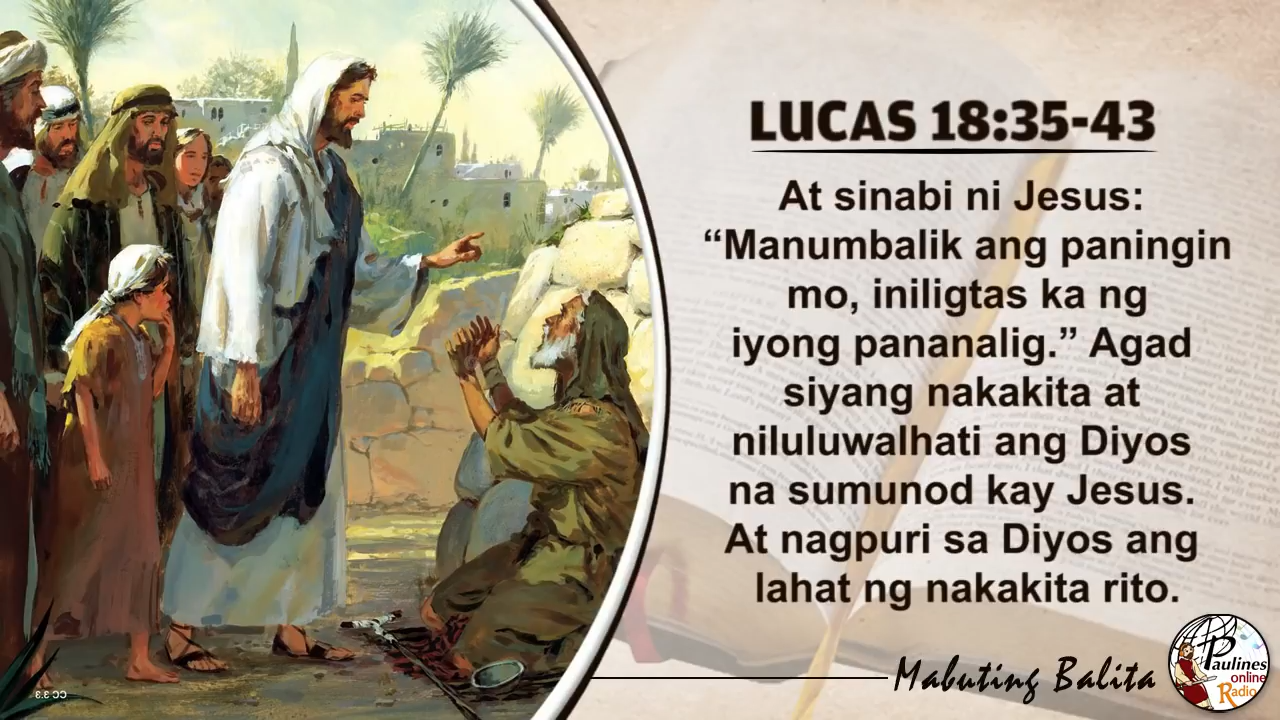 LUCAS 18:35-43
At sinabi ni Jesus:
“Manumbalik ang paningin
mo, iniligtas ka ng
iyong pananalig.” Agad
siyang nakakita at
niluluwalhati ang Diyos
na sumunod kay Jesus.
At nagpuri sa Diyos ang
lahat ng nakakita rito.
Mabuting Balita
Paulines
online
Radio